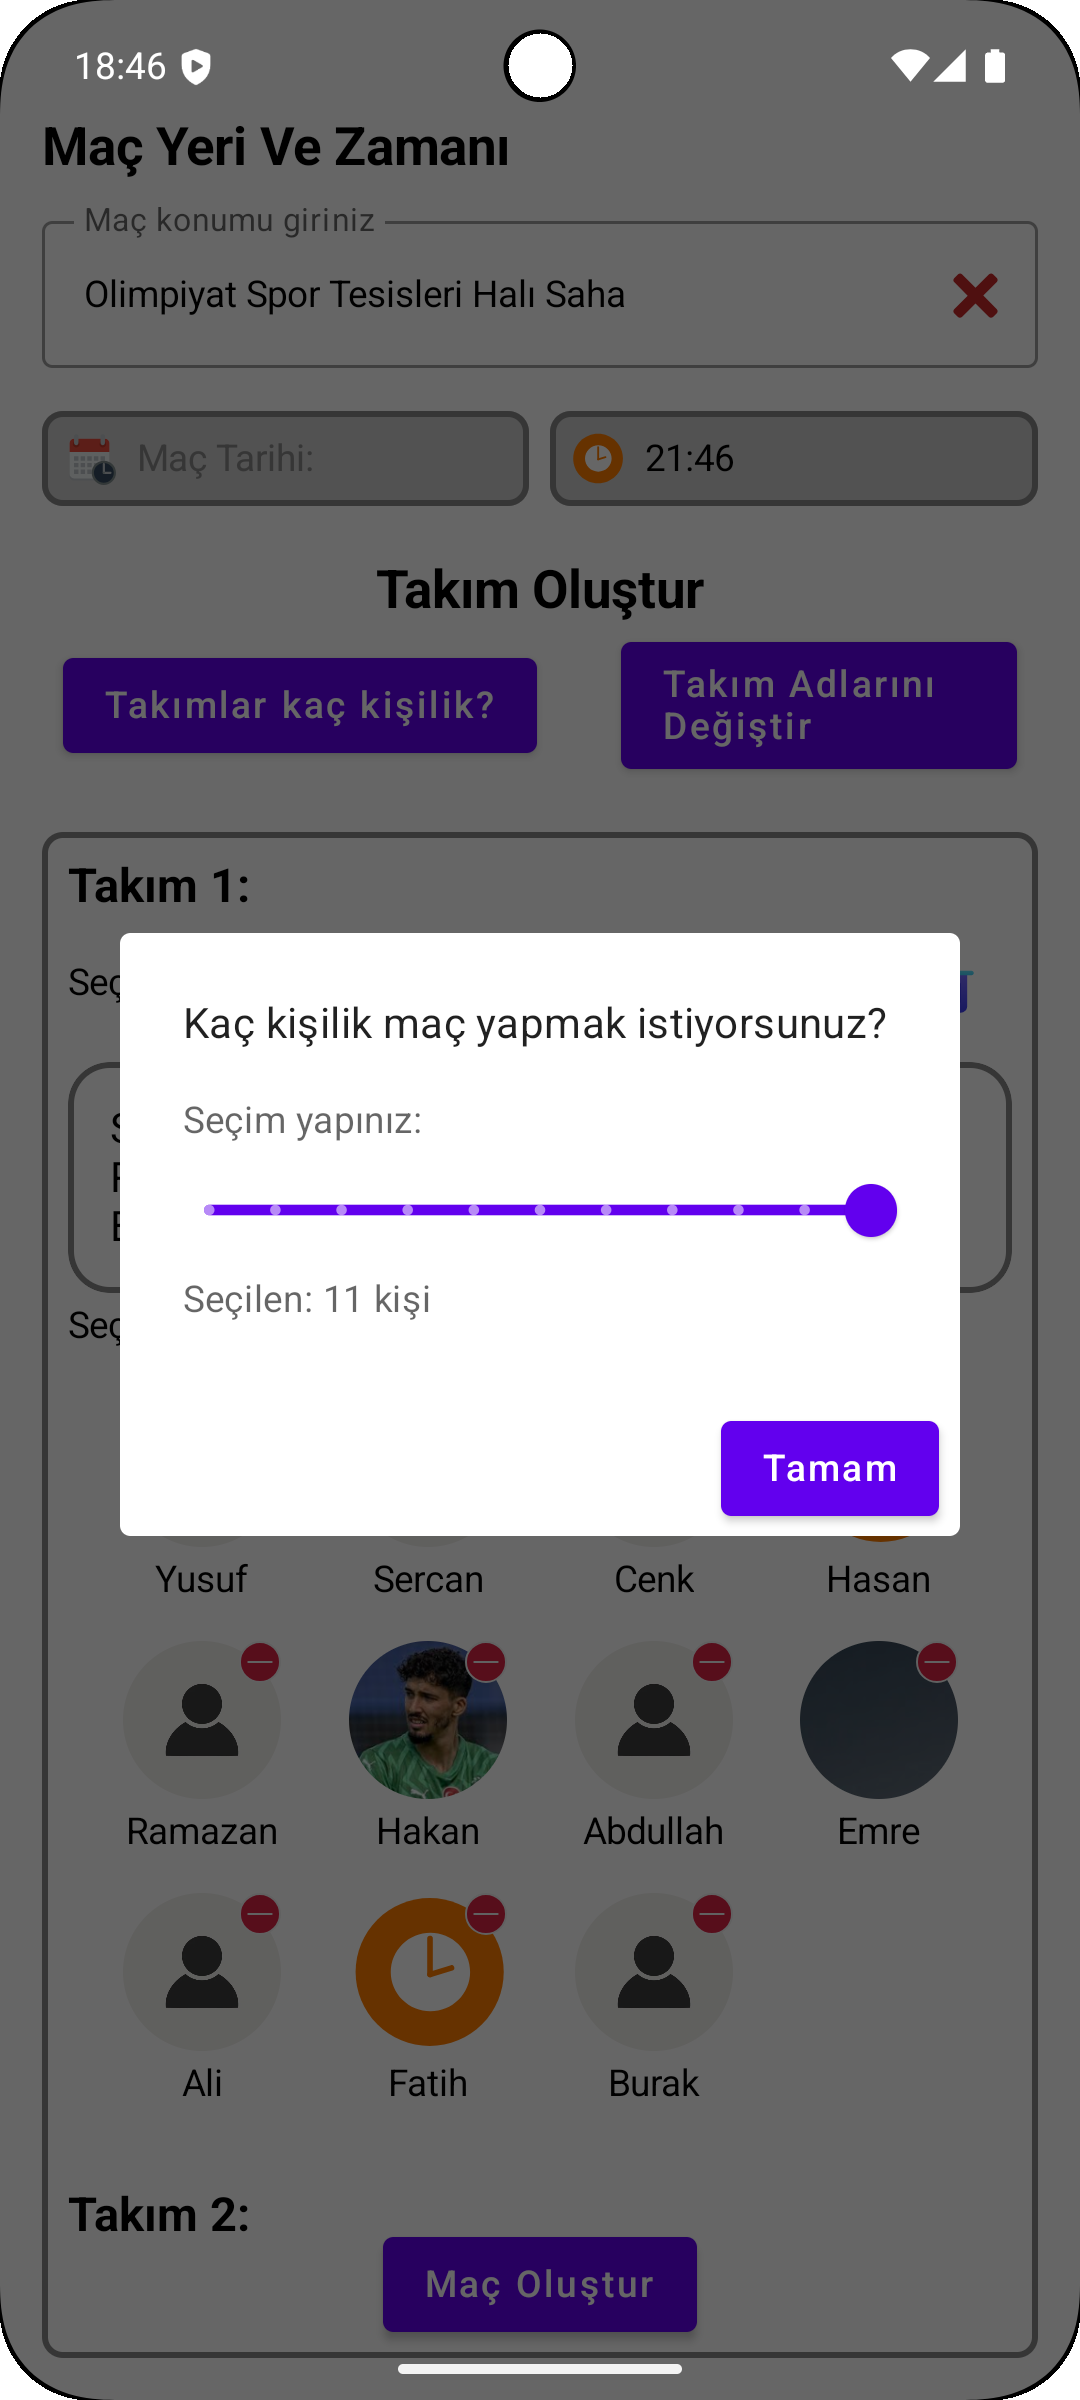 18:46
Maç Yeri Ve Zamanı
Maç konumu giriniz
Olimpiyat Spor Tesisleri Halı Saha
Maç Tarihi:
21:46
Takım Oluştur
Takımlar kaç kişilik?
Takım Adlarını
Değiştir
Takım 1:
Kaç kişilik maç yapmak istiyorsunuz?
Seçim yapınız:
Seçilen: 11 kişi
Tamam
Yusuf Sercan Cenk Hasan
Ramazan Hakan Abdullah Emre
Ali Fatih Burak
Takım 2:
Maç Oluştur